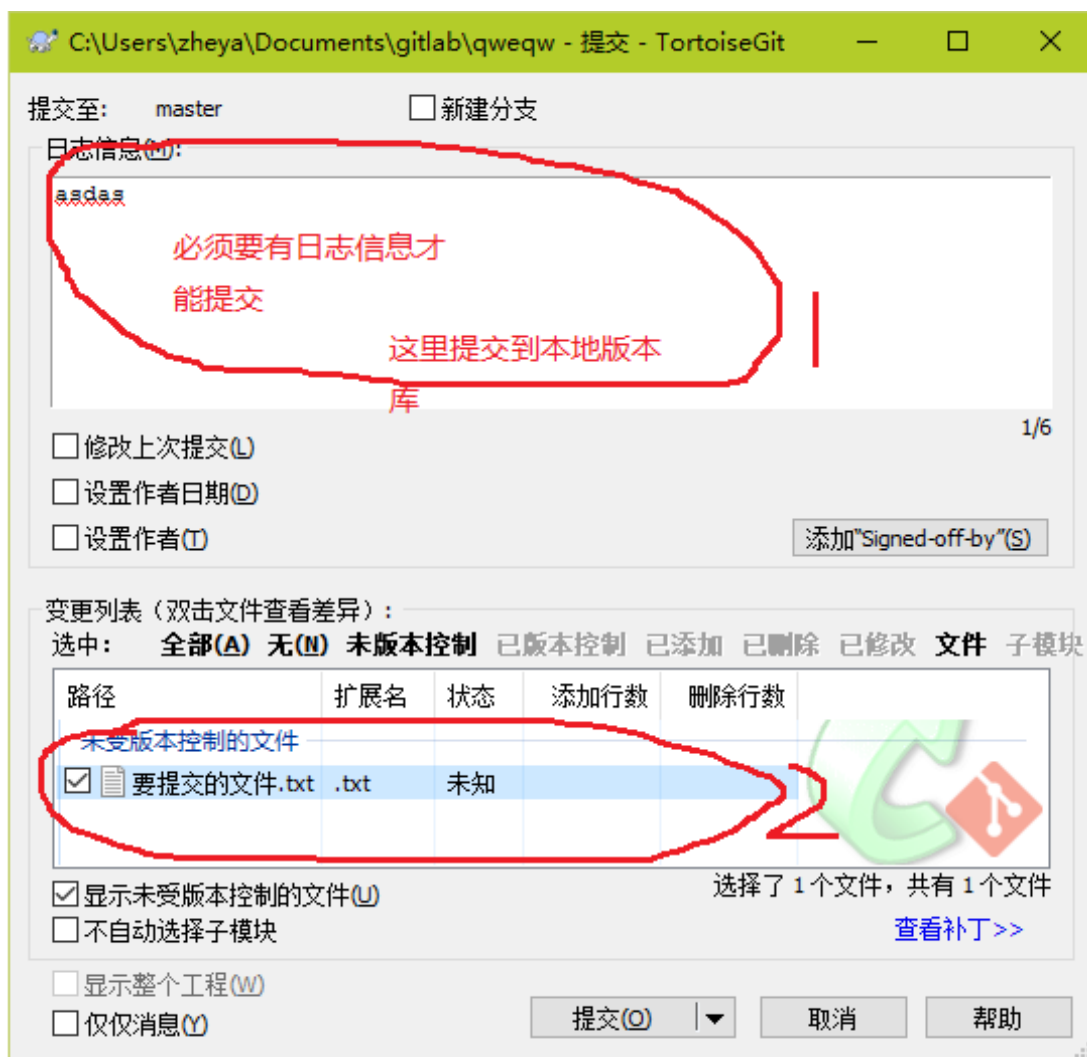 C:\Users\zheya\Documents\gitlab\qweqw - 提交 - TortoiseGit
提交至: master 新建分支
日志信息(M):
asdas
必须要有日志信息才
能提交
这里提交到本地版本
库
1/6
修改上次提交(L)
设置作者日期(D)
设置作者(T)
添加"Signed-off-by"(S)
变更列表（双击文件查看差异）:
选中: 全部(A) 无(N) 未版本控制 已版本控制 已添加 已删除 已修改 文件 子模块
路径 扩展名 状态 添加行数 删除行数
未受版本控制的文件
要提交的文件.txt .txt 未知
1
2
显示未受版本控制的文件(U)
选择了 1 个文件，共有 1 个文件
不自动选择子模块
查看补丁>>
显示整个工程(W)
仅仅消息(Y)
提交(O) 取消 帮助